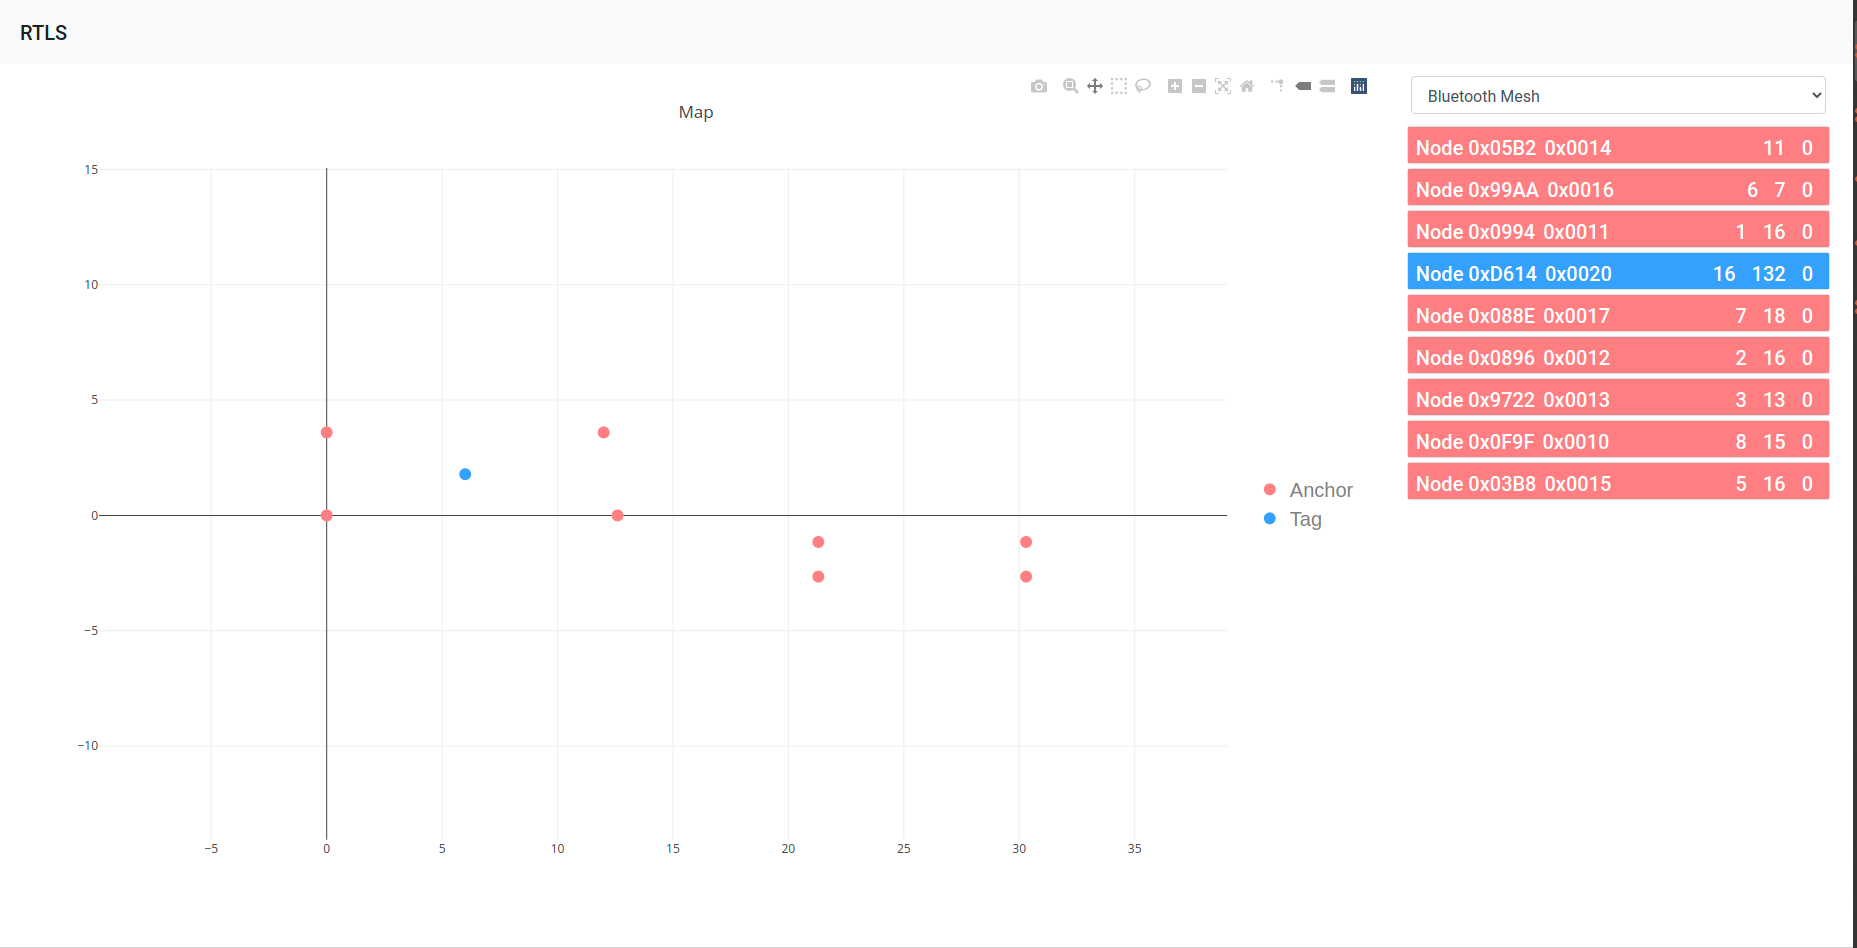 RTLS
Map
15
10
5
0
−5
−10
−5 0 5 10 15 20 25 30 35
Anchor
Tag
Bluetooth Mesh
Node 0x05B2 0x0014 11 0
Node 0x99AA 0x0016 6 7 0
Node 0x0994 0x0011 1 16 0
Node 0xD614 0x0020 16 132 0
Node 0x088E 0x0017 7 18 0
Node 0x0896 0x0012 2 16 0
Node 0x9722 0x0013 3 13 0
Node 0x0F9F 0x0010 8 15 0
Node 0x03B8 0x0015 5 16 0